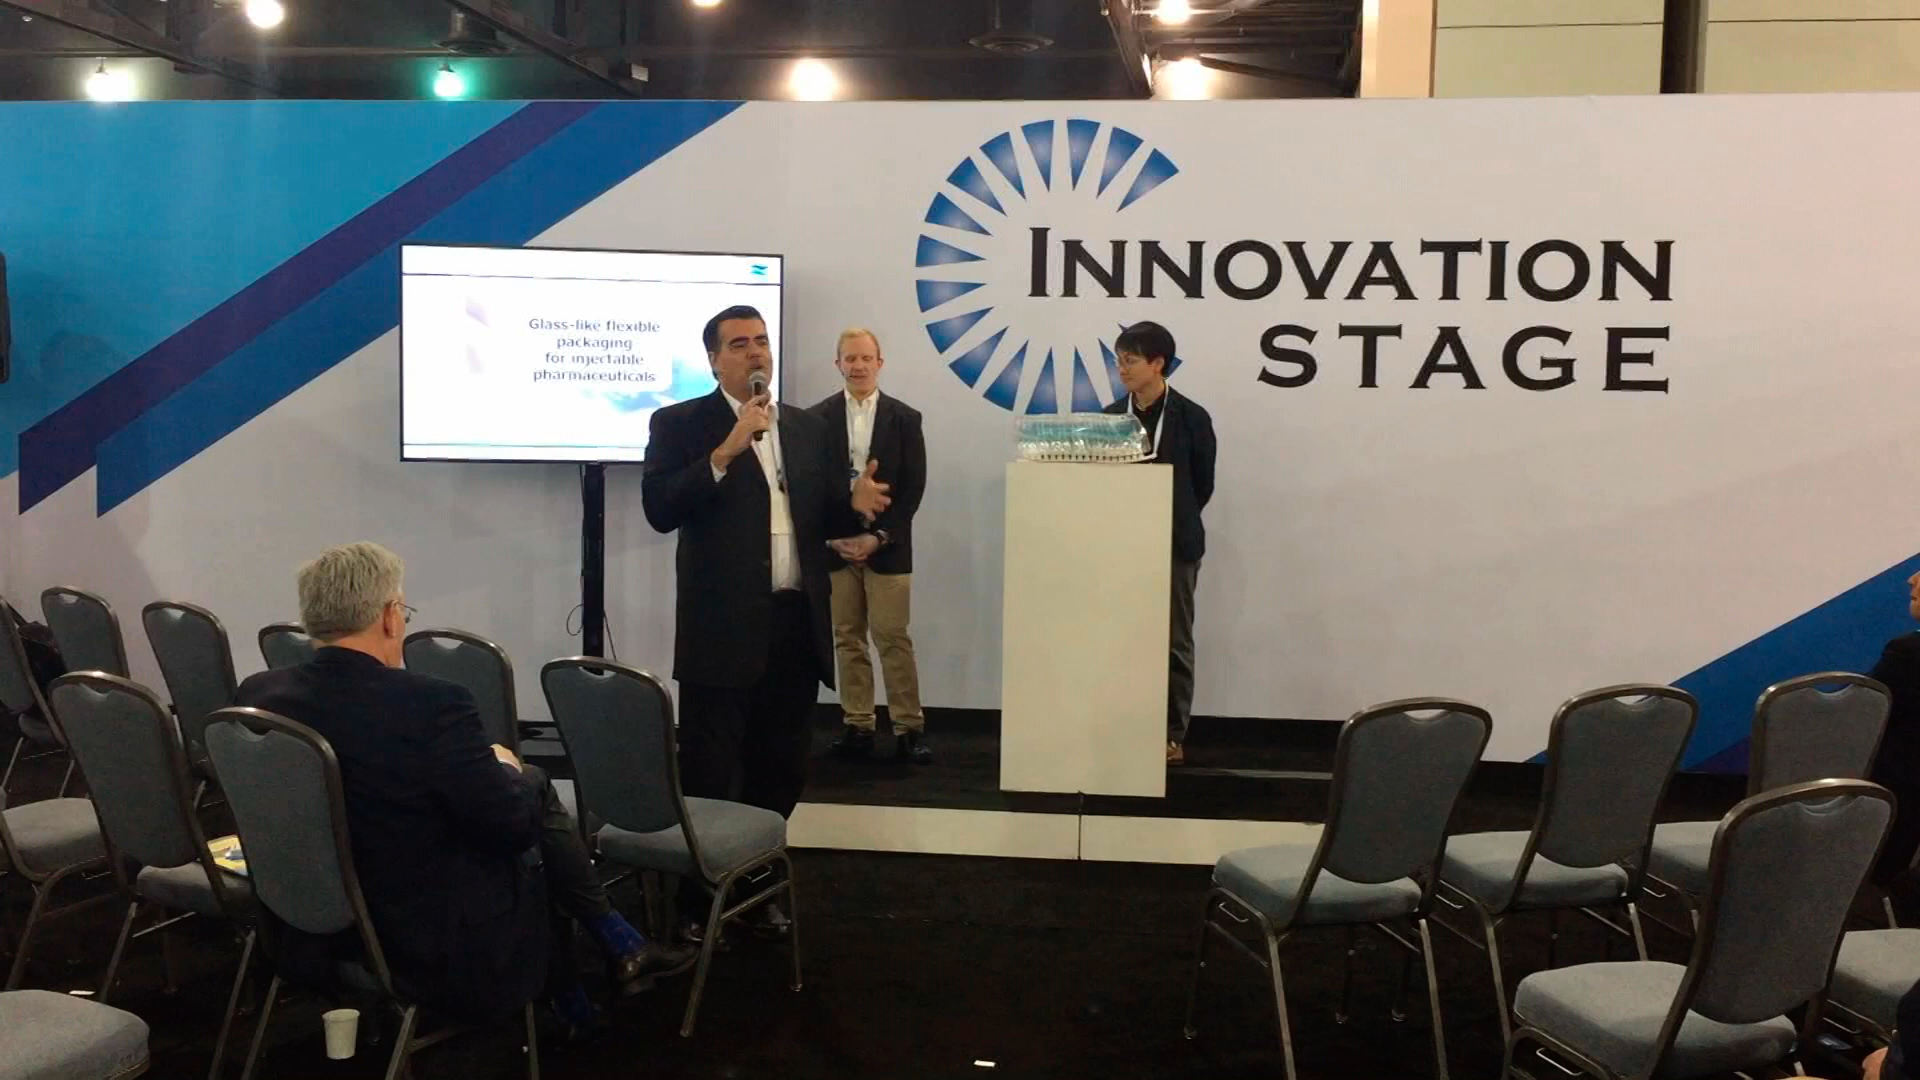 INNOVATION
STAGE
Glass-like flexible
packaging
for injectable
pharmaceuticals